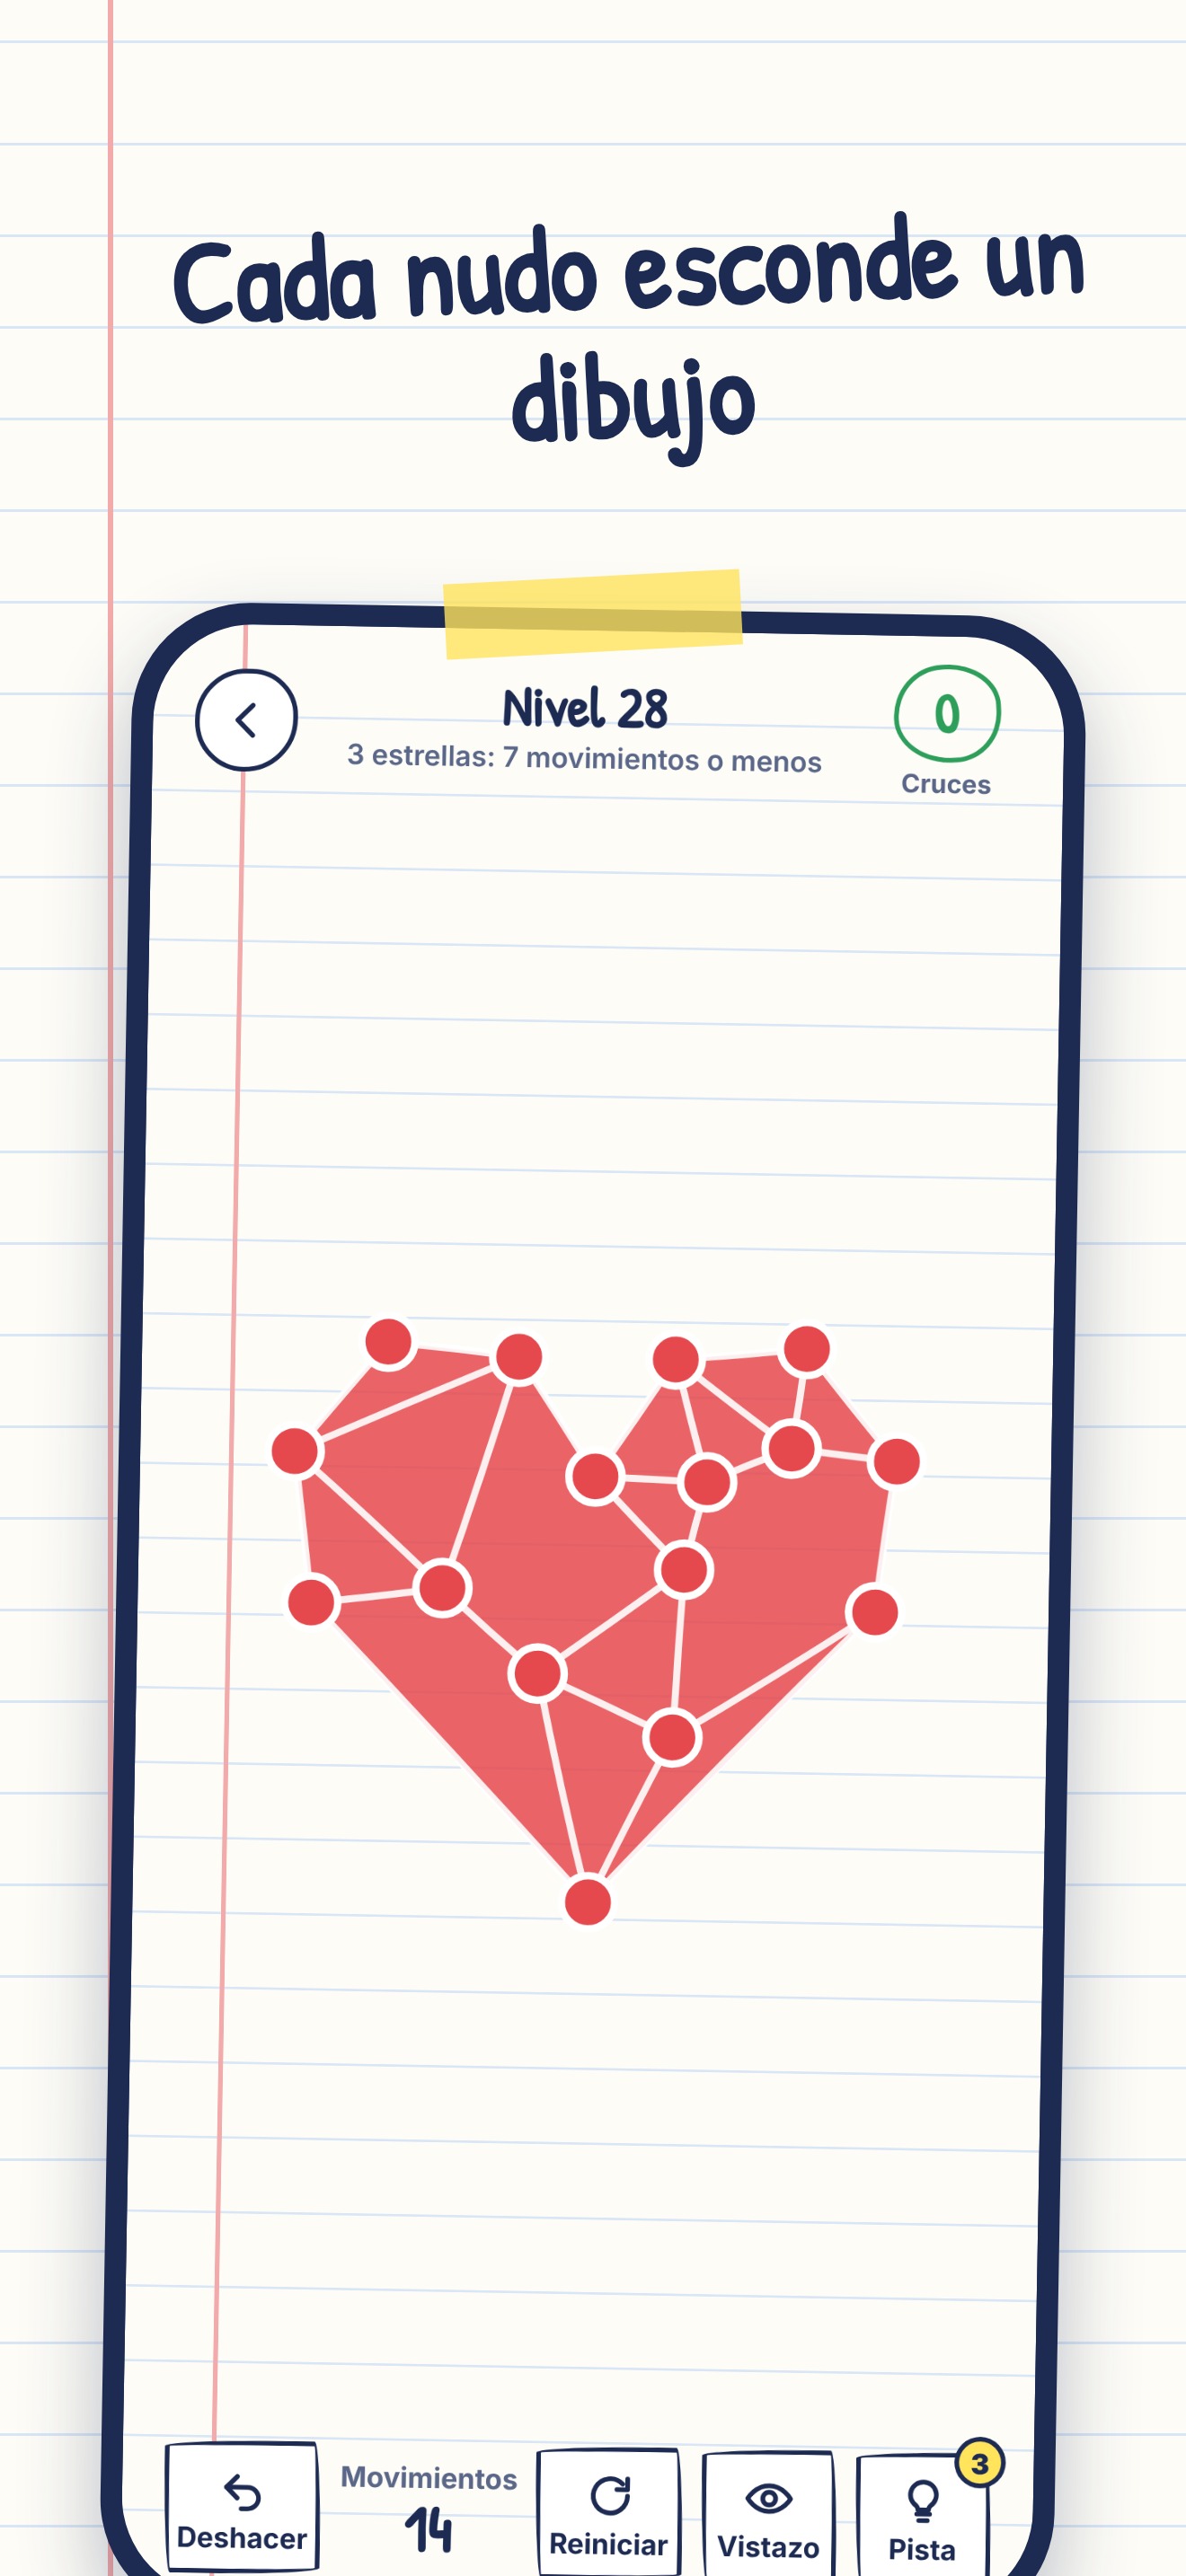 Cada nudo esconde un
dibujo
Nivel 28
3 estrellas: 7 movimientos o menos
0
Cruces
Deshacer
Movimientos
14
Reiniciar
Vistazo
3
Pista